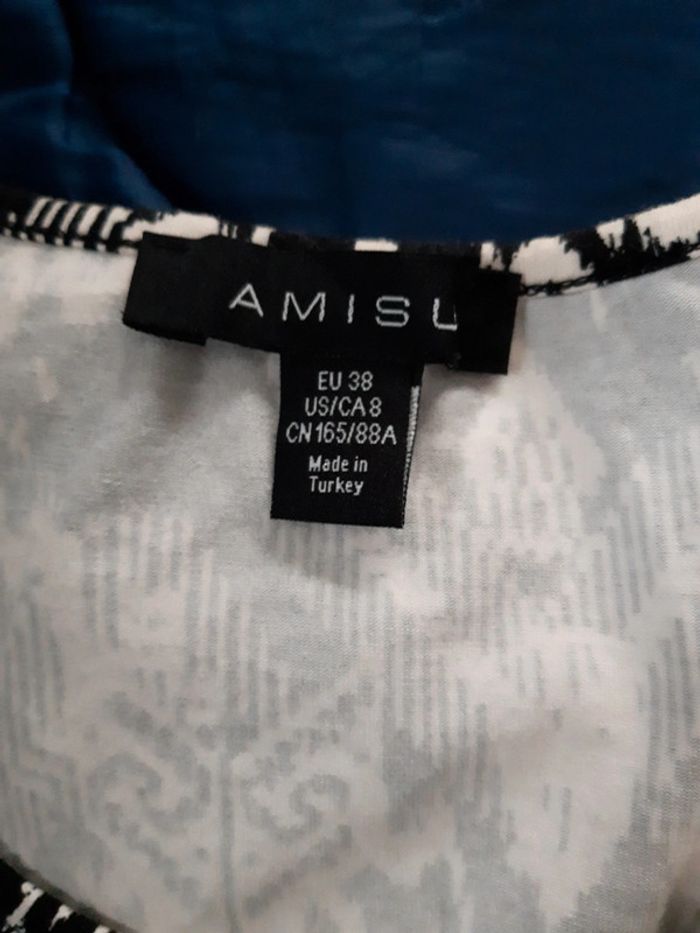 AMISU
EU 38
US/CA 8
CN 165/88A
Made in
Turkey